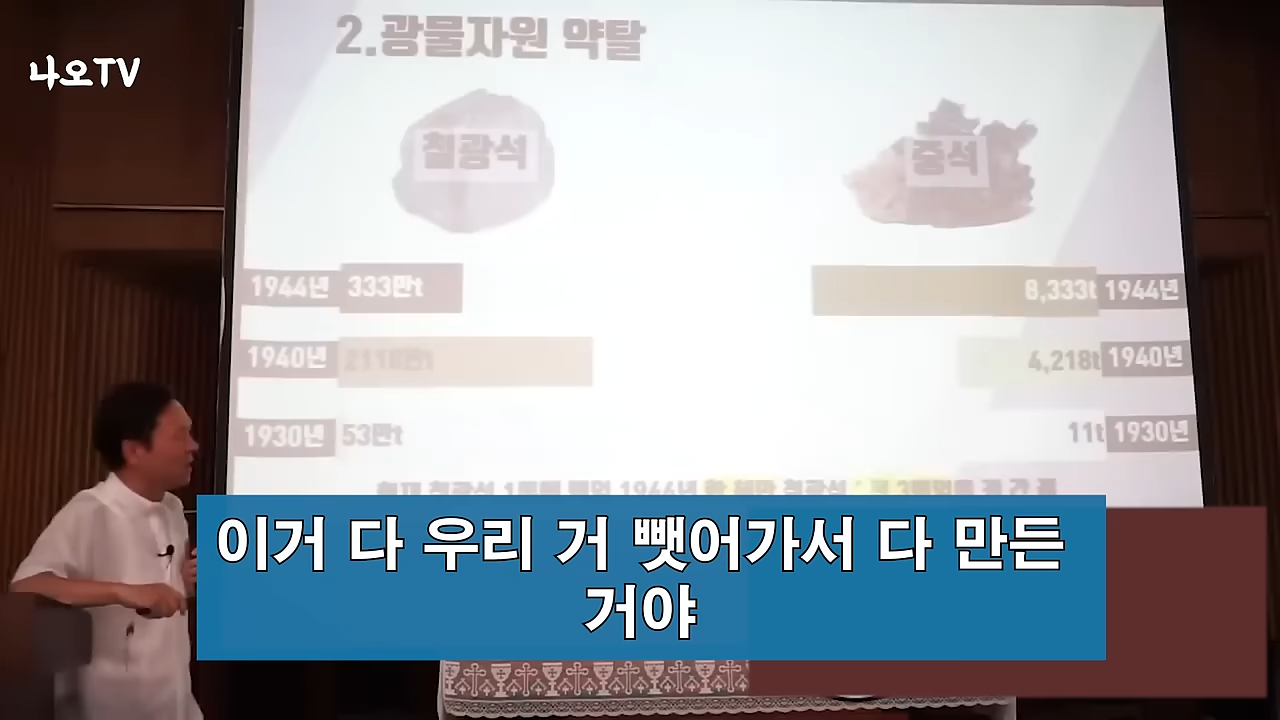 2.광물자원 약탈
나오TV
철광석
중석
1944년 333만t
8,333t 1944년
1940년
4,218t 1940년
1930년 53만t
11t 1930년
이거 다 우리 거 뺏어가서 다 만든
거야